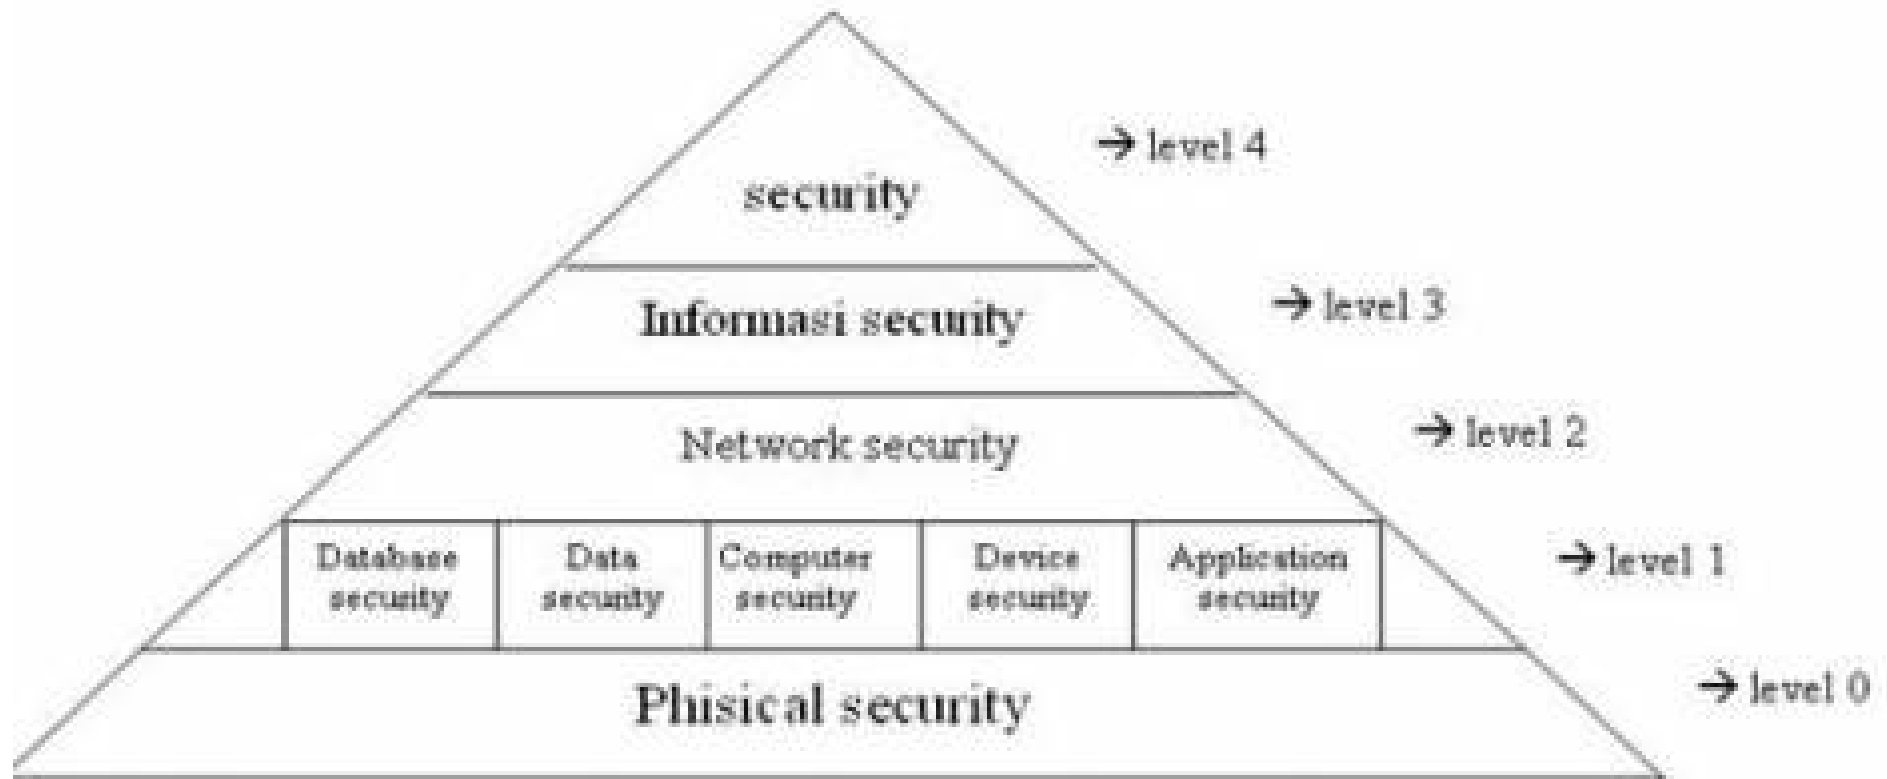 → level 4
security
→ level 3
Informasi security
→ level 2
Network security
→ level 1
Database
security
Data
security
Computer
security
Device
security
Application
security
→ level 0
Phisical security